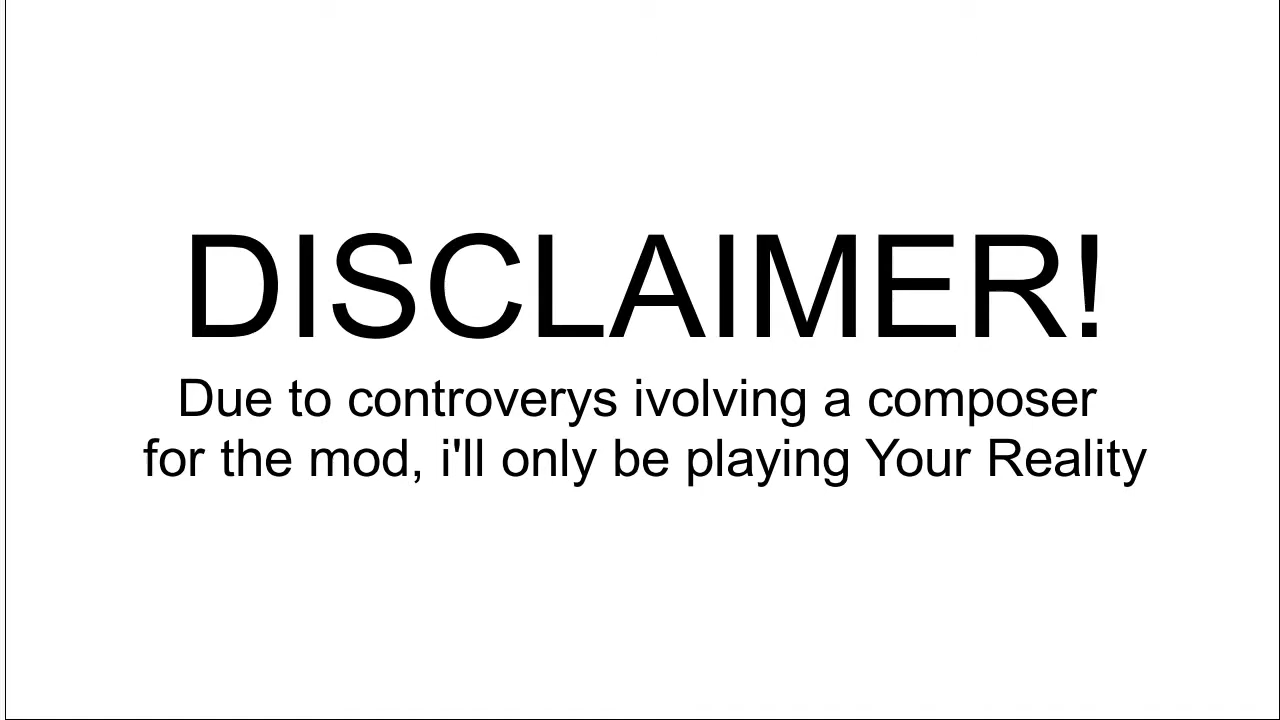 DISCLAIMER!
Due to controverys ivolving a composer
for the mod, i'll only be playing Your Reality